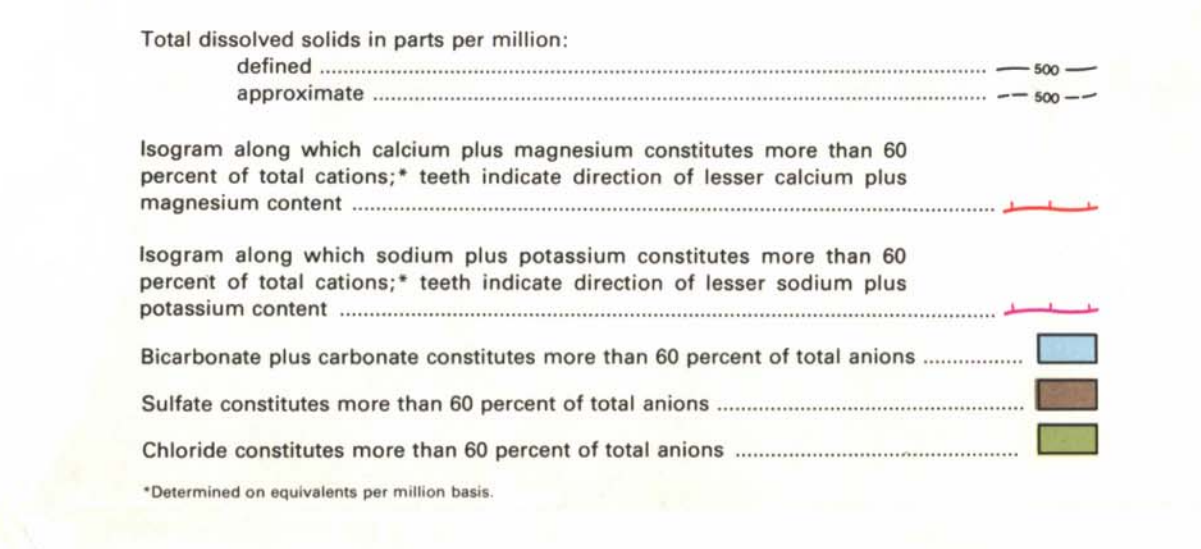 Total dissolved solids in parts per million:
defined ........ 500
approximate ........ 500
Isogram along which calcium plus magnesium constitutes more than 60
percent of total cations;* teeth indicate direction of lesser calcium plus
magnesium content ........
Isogram along which sodium plus potassium constitutes more than 60
percent of total cations;* teeth indicate direction of lesser sodium plus
potassium content ........
Bicarbonate plus carbonate constitutes more than 60 percent of total anions ........
Sulfate constitutes more than 60 percent of total anions ........
Chloride constitutes more than 60 percent of total anions ........
*Determined on equivalents per million basis.